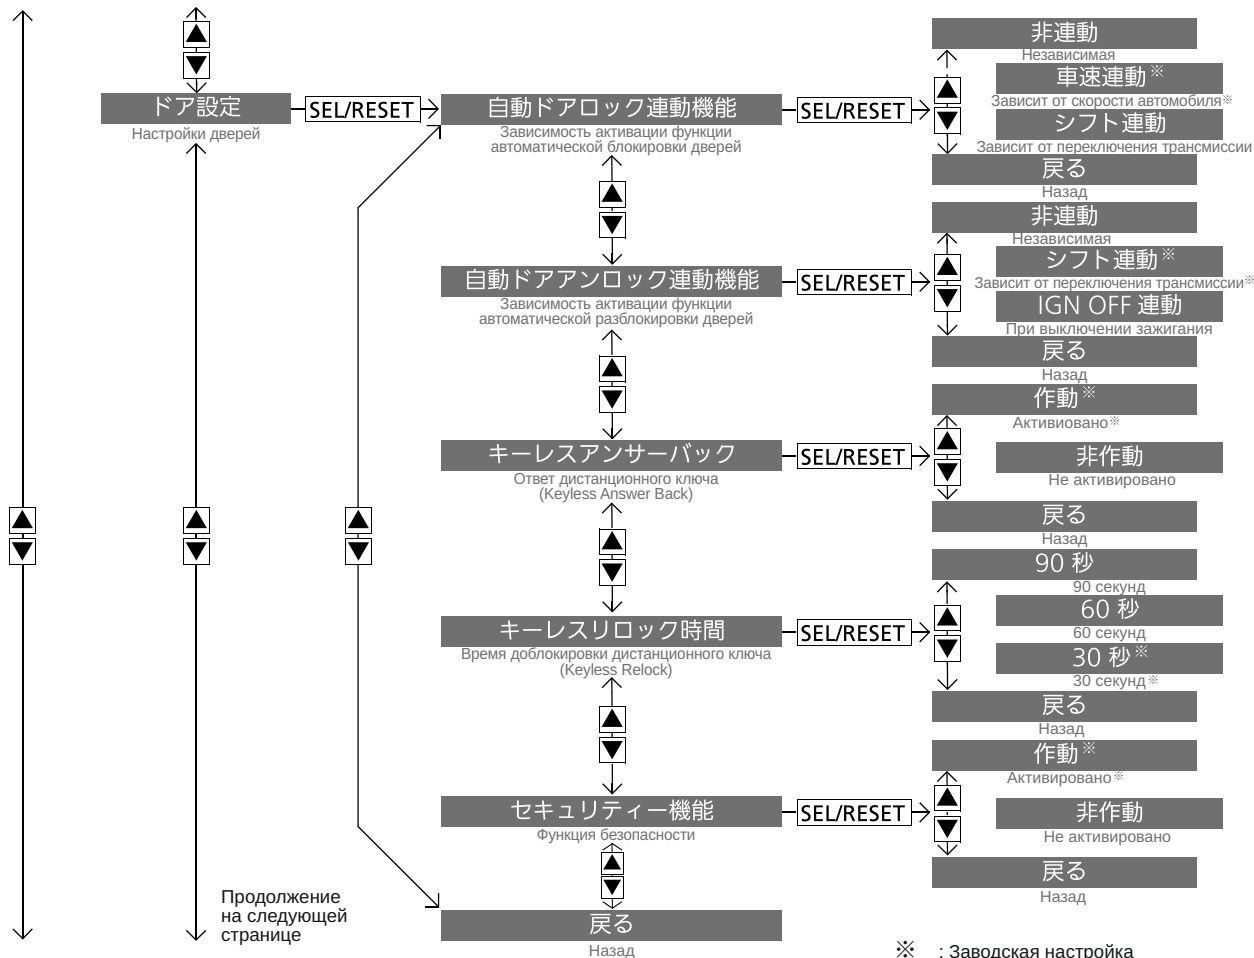 ドア設定
Настройки дверей
SEL/RESET
自動ドアロック連動機能
Зависимость активации функции
автоматической блокировки дверей
SEL/RESET
非連動
Независимая
車速連動※
Зависит от скорости автомобиля※
シフト連動
Зависит от переключения трансмиссии
戻る
Назад
自動ドアアンロック連動機能
Зависимость активации функции
автоматической разблокировки дверей
SEL/RESET
非連動
Независимая
シフト連動※
Зависит от переключения трансмиссии※
IGN OFF 連動
При выключении зажигания
戻る
Назад
キーレスアンサーバック
Ответ дистанционного ключа
(Keyless Answer Back)
SEL/RESET
作動※
Активиовано※
非作動
Не активировано
戻る
Назад
キーレスリロック時間
Время доблокировки дистанционного ключа
(Keyless Relock)
SEL/RESET
90 秒
90 секунд
60 秒
60 секунд
30 秒※
30 секунд※
戻る
Назад
セキュリティー機能
Функция безопасности
SEL/RESET
作動※
Активировано※
非作動
Не активировано
戻る
Назад
戻る
Назад
Продолжение
на следующей
странице
※ : Заводская настройка